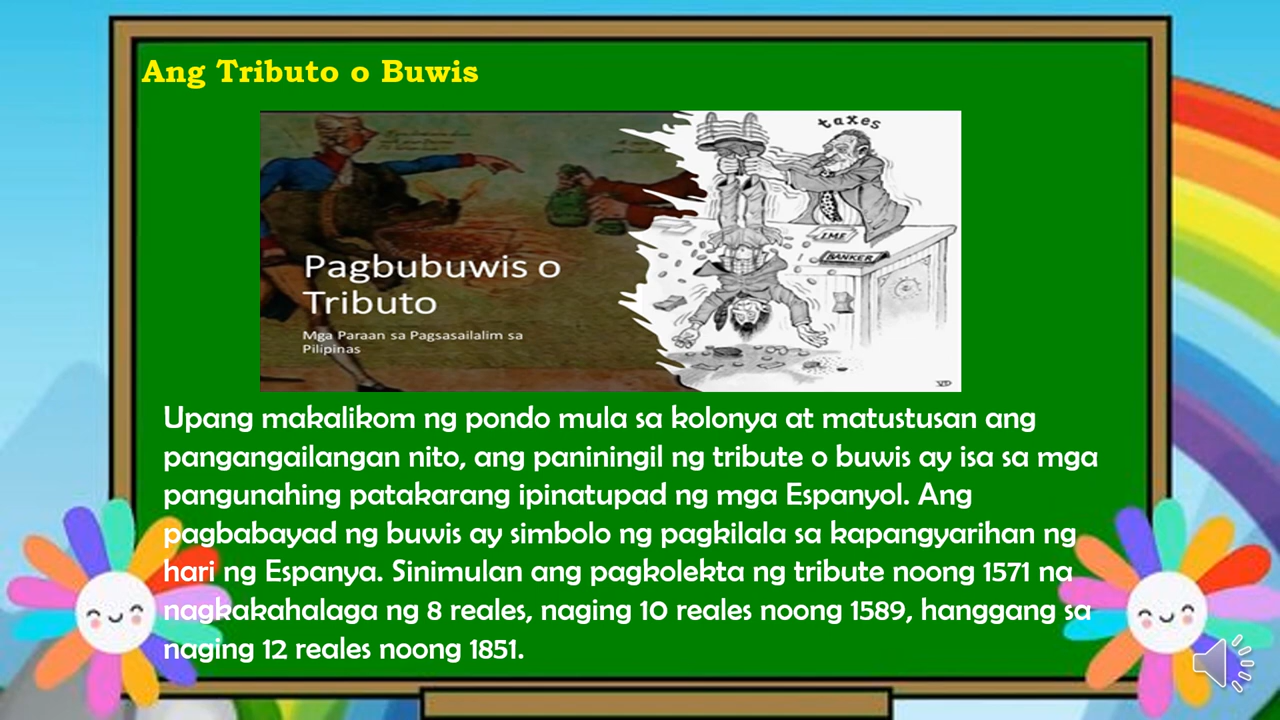 Ang Tributo o Buwis
taxes
IMF
BANKER
Pagbubuwis o
Tributo
Mga Paraan sa Pagsasailalim sa
Pilipinas
Upang makalikom ng pondo mula sa kolonya at matustusan ang
pangangailangan nito, ang paniningil ng tribute o buwis ay isa sa mga
pangunahing patakarang ipinatupad ng mga Espanyol. Ang
pagbabayad ng buwis ay simbolo ng pagkilala sa kapangyarihan ng
hari ng Espanya. Sinimulan ang pagkolekta ng tribute noong 1571 na
nagkakahalaga ng 8 reales, naging 10 reales noong 1589, hanggang sa
naging 12 reales noong 1851.